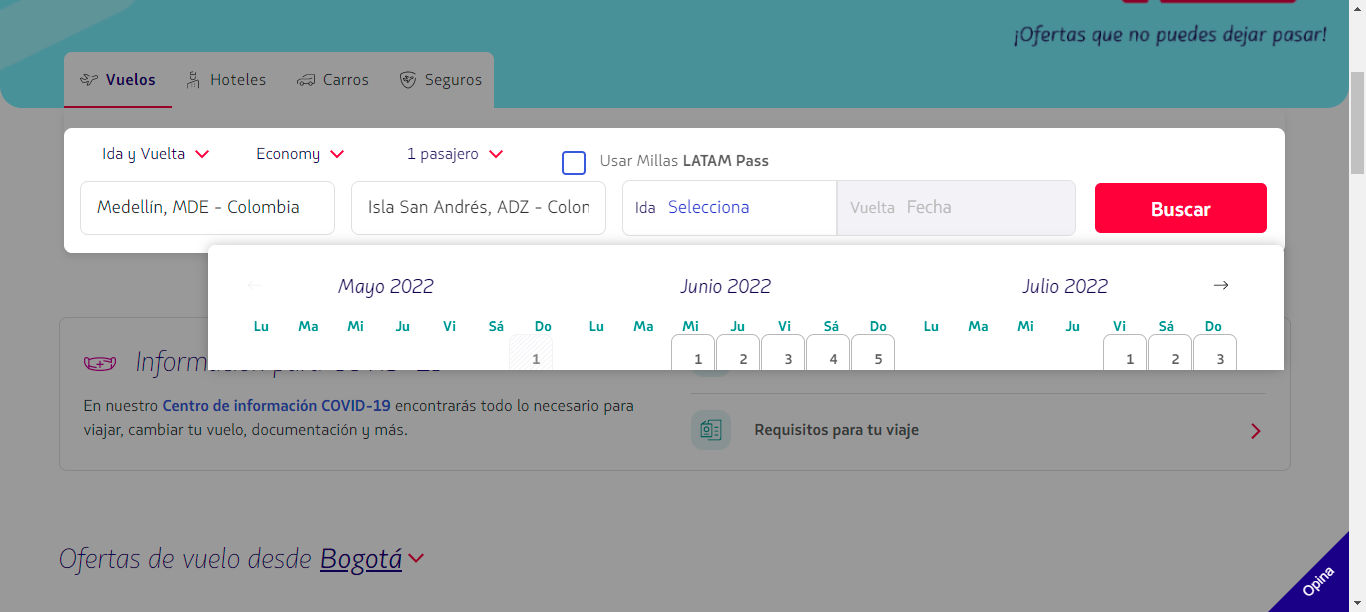 ¡Ofertas que no puedes dejar pasar!
Vuelos Hoteles Carros Seguros
Ida y Vuelta Economy 1 pasajero Usar Millas LATAM Pass
Medellín, MDE - Colombia Isla San Andrés, ADZ - Colon Ida Selecciona Vuelta Fecha Buscar
Mayo 2022 Junio 2022 Julio 2022
Lu Ma Mi Ju Vi Sá Do Lu Ma Mi Ju Vi Sá Do Lu Ma Mi Ju Vi Sá Do
1 1 2 3 4 5 1 2 3
Información para COVID-19
En nuestro Centro de información COVID-19 encontrarás todo lo necesario para
viajar, cambiar tu vuelo, documentación y más.
Requisitos para tu viaje
Ofertas de vuelo desde Bogotá
Opina